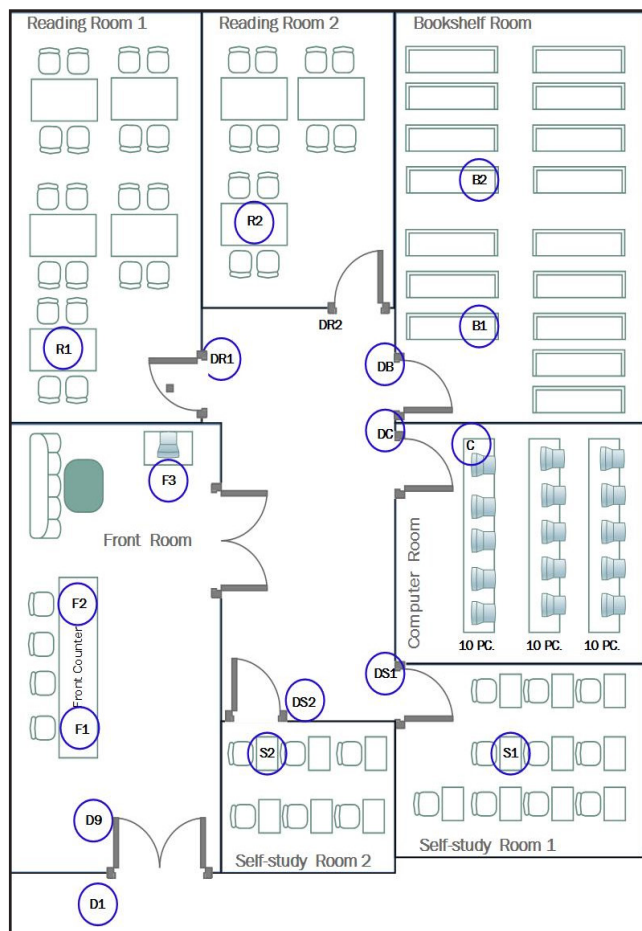 Reading Room 1
Reading Room 2
Bookshelf Room
B2
R2
B1
DR2
R1
DR1
DB
DC
C
F3
Front Room
Computer Room
F2
Front Counter
10 PC.
10 PC.
10 PC.
DS1
DS2
F1
S2
S1
D9
Self-study Room 1
Self-study Room 2
D1